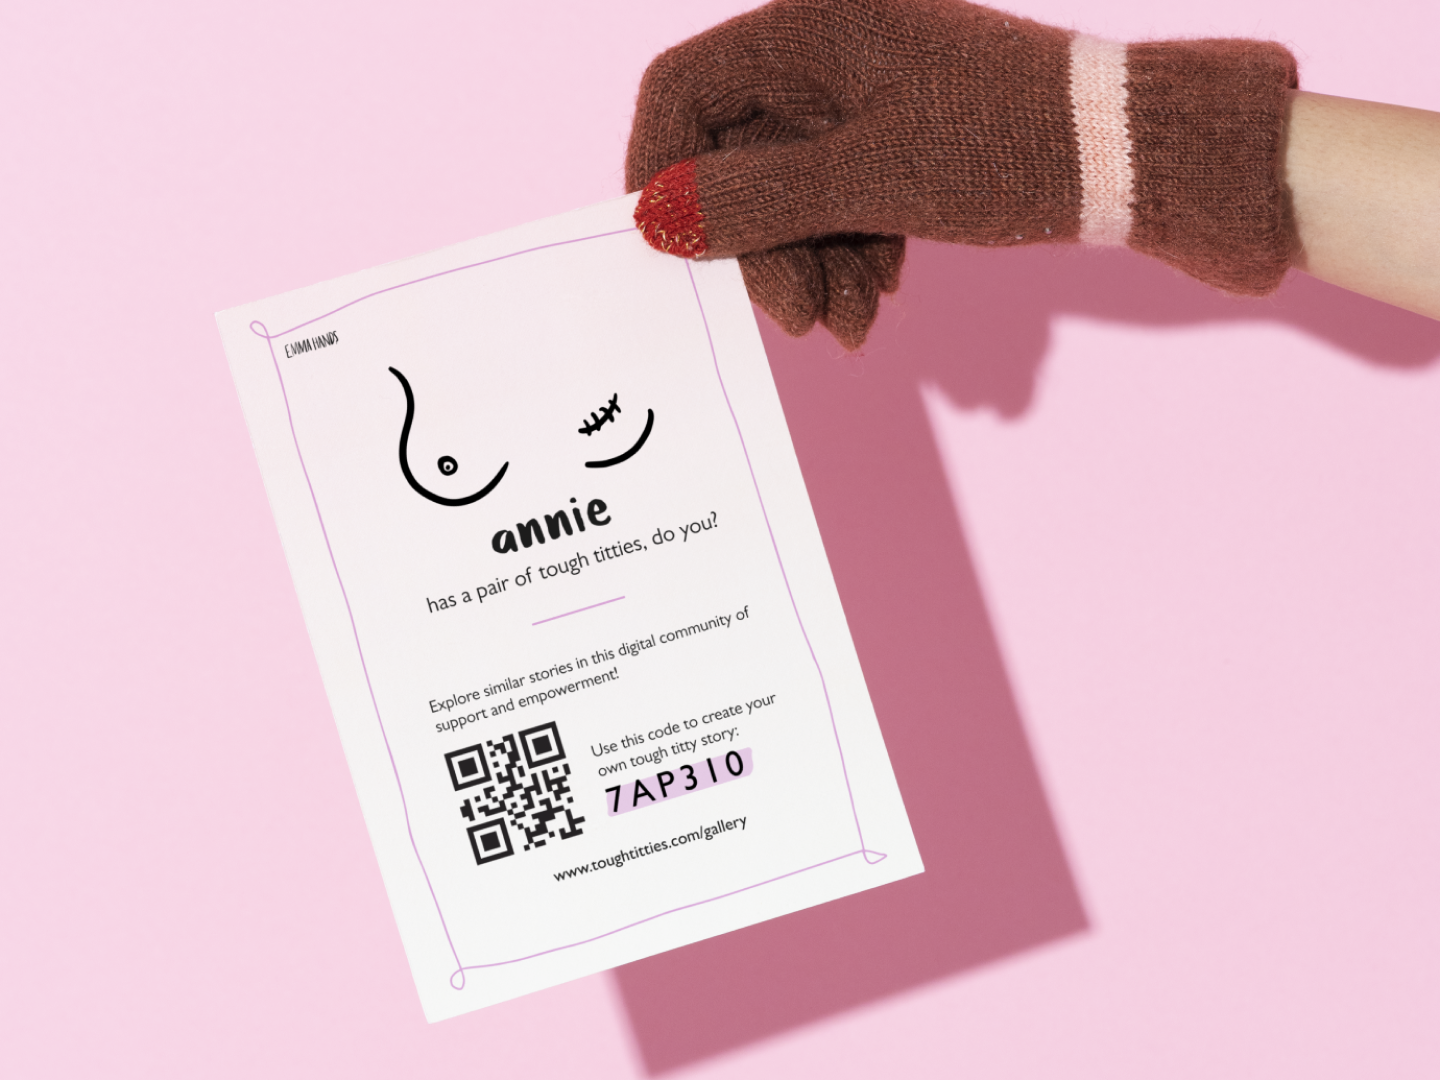 EMMA HANDS
annie
has a pair of tough titties, do you?
Explore similar stories in this digital community of
support and empowerment!
Use this code to create your
own tough titty story:
7AP310
www.toughtitties.com/gallery